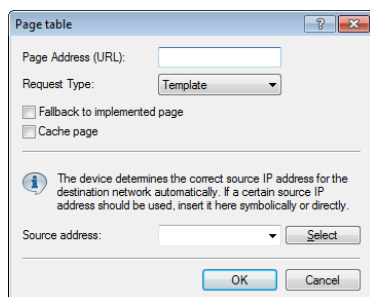 Page table
Page Address (URL):
Request Type: Template
Fallback to implemented page
Cache page
The device determines the correct source IP address for the
destination network automatically. If a certain source IP
address should be used, insert it here symbolically or directly.
Source address: Select
OK Cancel